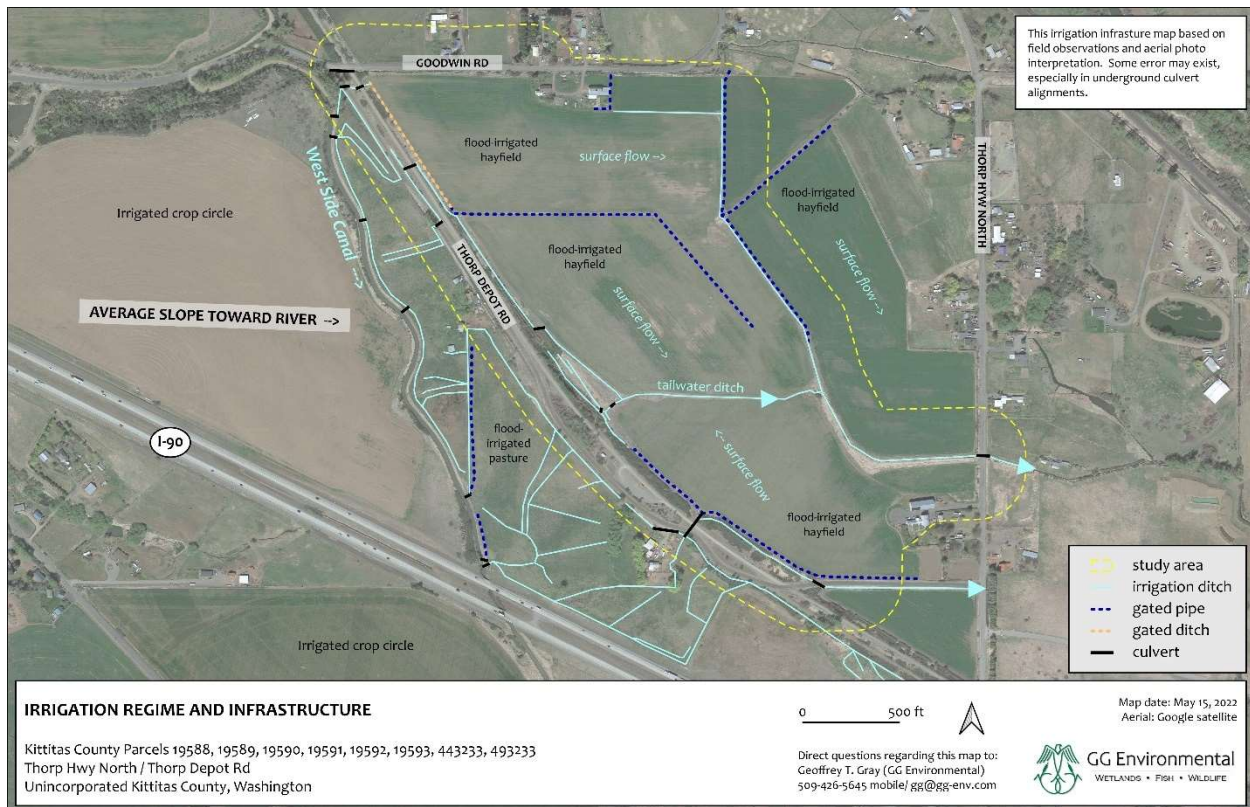 This irrigation infrasture map based on
field observations and aerial photo
interpretation. Some error may exist,
especially in underground culvert
alignments.
GOODWIN RD
flood-irrigated
hayfield
surface flow -->
flood-irrigated
hayfield
THORP HYW NORTH
West Side Canal -->
Irrigated crop circle
flood-irrigated
hayfield
surface flow -->
THORP DEPOT RD
surface flow -->
AVERAGE SLOPE TOWARD RIVER -->
tailwater ditch
I-90
flood-
irrigated
pasture
<-- surface flow
flood-irrigated
hayfield
Irrigated crop circle
study area
irrigation ditch
gated pipe
gated ditch
culvert
IRRIGATION REGIME AND INFRASTRUCTURE
Kittitas County Parcels 19588, 19589, 19590, 19591, 19592, 19593, 443233, 493233
Thorp Hwy North / Thorp Depot Rd
Unincorporated Kittitas County, Washington
0 500 ft
Direct questions regarding this map to:
Geoffrey T. Gray (GG Environmental)
509-426-5645 mobile/ gg@gg-env.com
Map date: May 15, 2022
Aerial: Google satellite
GG Environmental
WETLANDS • FISH • WILDLIFE